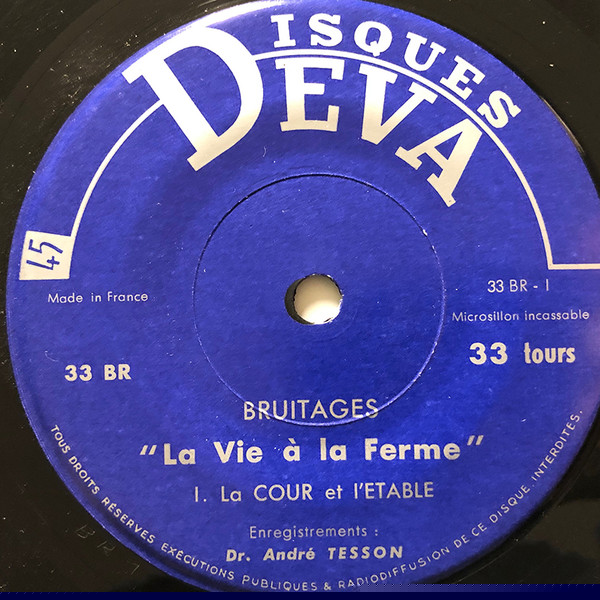 DISQUES
DEVA
45
Made in France
33 BR - 1
Microsillon incassable
33 BR
33 tours
BRUITAGES
"La Vie à la Ferme"
1. La COUR et l'ETABLE
Enregistrements :
Dr. André TESSON
TOUS DROITS RÉSERVÉS EXÉCUTIONS PUBLIQUES & RADIODIFFUSION DE CE DISQUE. INTERDITES.